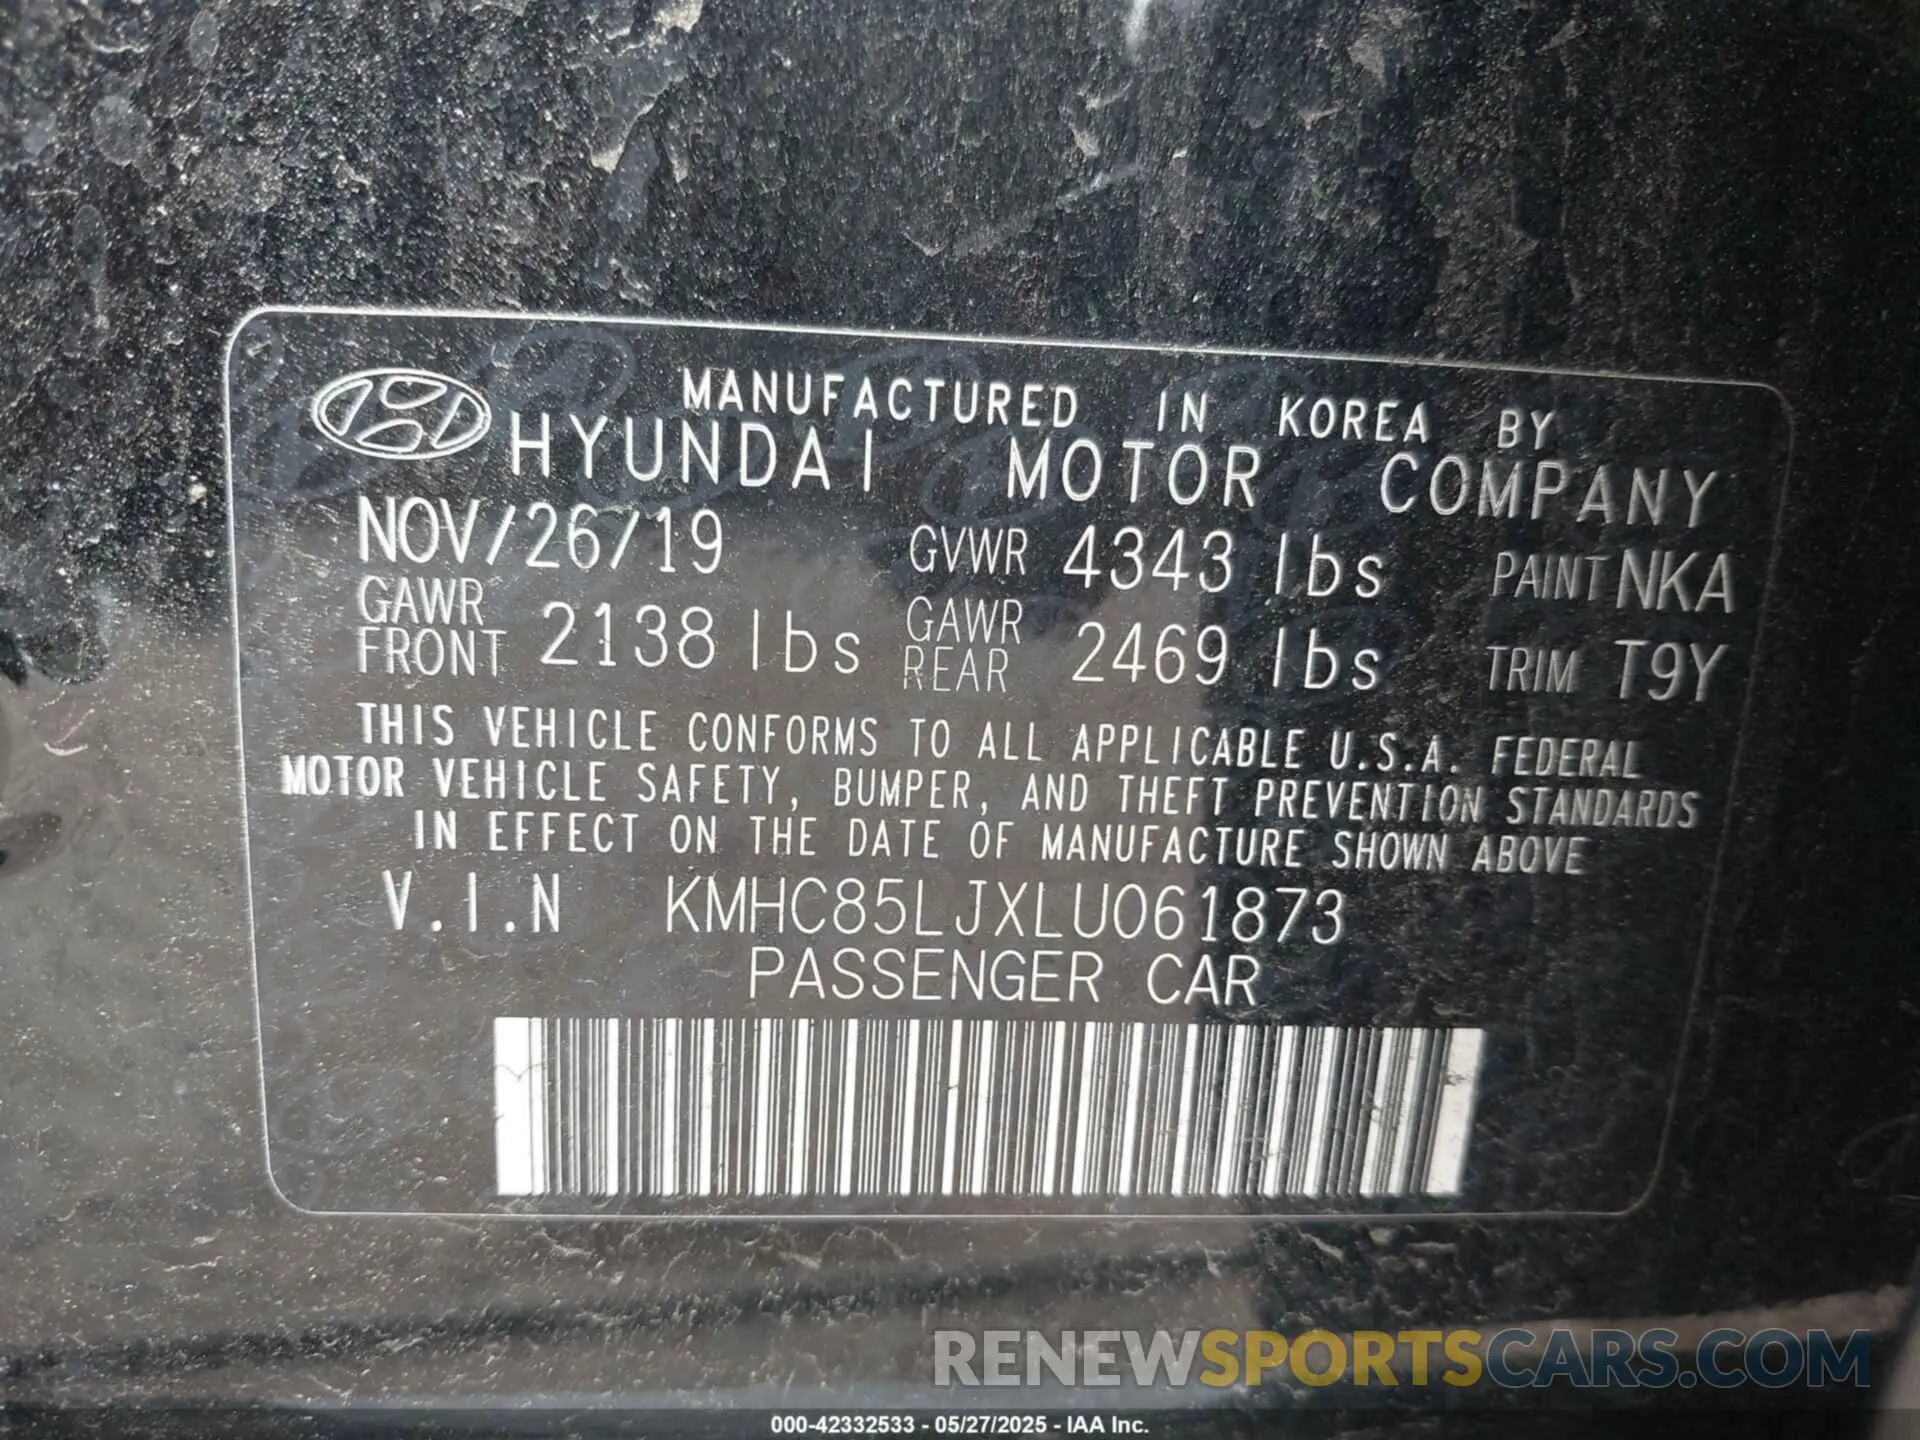 MANUFACTURED IN KOREA BY
HYUNDAI MOTOR COMPANY
NOV/26/19 GVWR 4343 lbs PAINT NKA
GAWR FRONT 2138 lbs GAWR REAR 2469 lbs TRIM T9Y
THIS VEHICLE CONFORMS TO ALL APPLICABLE U.S.A. FEDERAL
MOTOR VEHICLE SAFETY, BUMPER, AND THEFT PREVENTION STANDARDS
IN EFFECT ON THE DATE OF MANUFACTURE SHOWN ABOVE
V.I.N KMHC85LJXLU061873
PASSENGER CAR
RENEWSPORTSCARS.COM
000-42332533 - 05/27/2025 - IAA Inc.